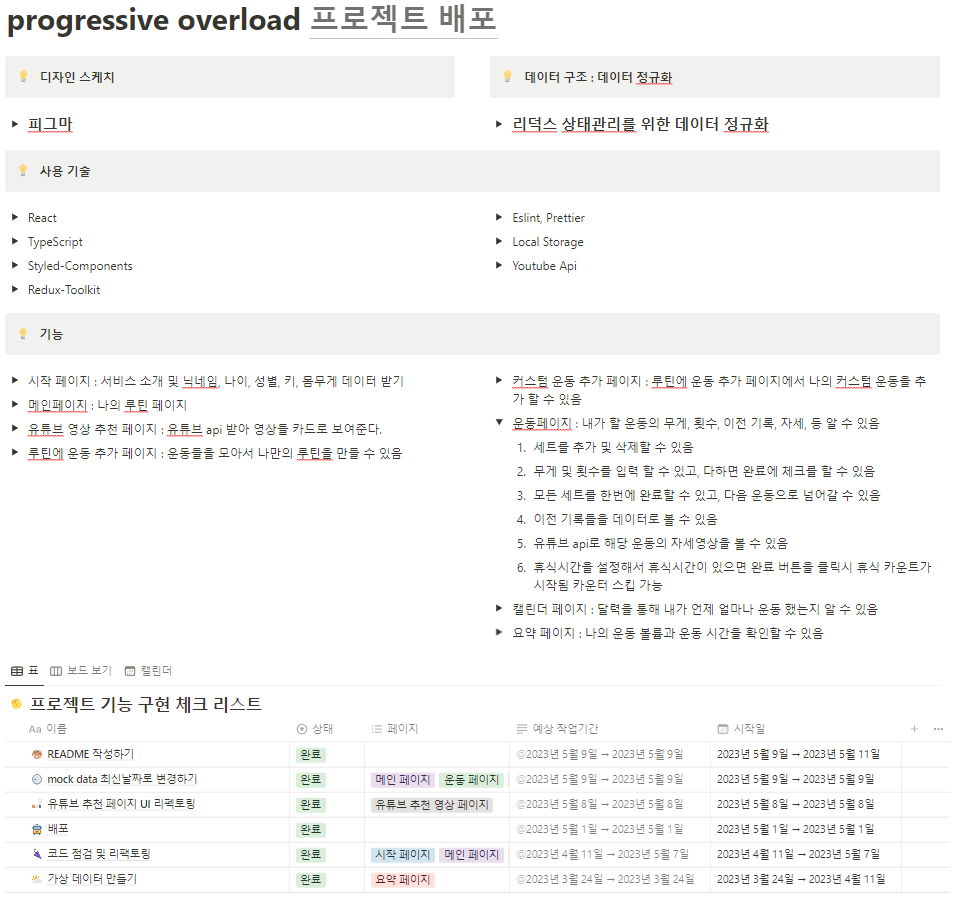 progressive overload 프로젝트 배포
디자인 스케치
피그마
데이터 구조 : 데이터 정규화
리덕스 상태관리를 위한 데이터 정규화
사용 기술
React
TypeScript
Styled-Components
Redux-Toolkit
Eslint, Prettier
Local Storage
Youtube Api
기능
시작 페이지 : 서비스 소개 및 닉네임, 나이, 성별, 키, 몸무게 데이터 받기
메인페이지 : 나의 루틴 페이지
유튜브 영상 추천 페이지 : 유튜브 api 받아 영상들 카드로 보여준다.
루틴에 운동 추가 페이지 : 운동들을 모아서 나만의 루틴을 만들 수 있음
커스텀 운동 추가 페이지 : 루틴에 운동 추가 페이지에서 나의 커스텀 운동을 추
가 할 수 있음
운동페이지 : 내가 할 운동의 무게, 횟수, 이전 기록, 자세, 등 알 수 있음
1. 세트를 추가 및 삭제할 수 있음
2. 무게 및 횟수를 입력 할 수 있고, 다하면 완료에 체크를 할 수 있음
3. 모든 세트를 한번에 완료할 수 있고, 다음 운동으로 넘어갈 수 있음
4. 이전 기록들을 데이터로 볼 수 있음
5. 유튜브 api로 해당 운동의 자세영상을 볼 수 있음
6. 휴식시간을 설정해서 휴식시간이 있으면 완료 버튼을 클릭시 휴식 카운트가
시작됨 카운터 스킵 가능
캘린더 페이지 : 달력을 통해 내가 언제 얼마나 운동 했는지 알 수 있음
요약 페이지 : 나의 운동 볼륨과 운동 시간을 확인할 수 있음
표 보드 보기 캘린더
프로젝트 기능 구현 체크 리스트
Aa 이름 상태 페이지 예상 작업기간 시작일
README 작성하기 완료 @2023년 5월 9일 → 2023년 5월 9일 2023년 5월 9일 → 2023년 5월 11일
mock data 최신날짜로 변경하기 완료 메인 페이지 운동 페이지 @2023년 5월 9일 → 2023년 5월 9일 2023년 5월 9일 → 2023년 5월 9일
유튜브 추천 페이지 UI 리펙토링 완료 유튜브 추천 영상 페이지 @2023년 5월 8일 → 2023년 5월 8일 2023년 5월 8일 → 2023년 5월 8일
배포 완료 @2023년 5월 1일 → 2023년 5월 1일 2023년 5월 1일 → 2023년 5월 1일
코드 점검 및 리팩토링 완료 시작 페이지 메인 페이지 @2023년 4월 11일 → 2023년 5월 7일 2023년 4월 11일 → 2023년 5월 7일
가상 데이터 만들기 완료 요약 페이지 @2023년 3월 24일 → 2023년 3월 24일 2023년 3월 24일 → 2023년 4월 11일